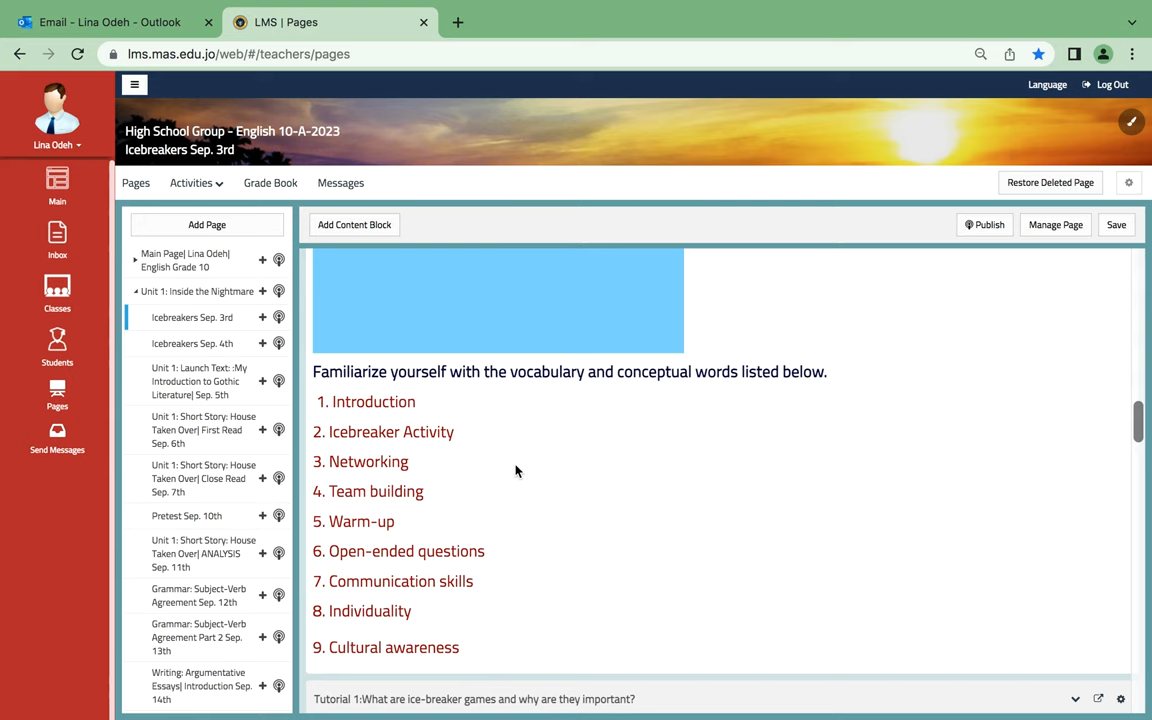 Email - Lina Odeh - Outlook
LMS | Pages
lms.mas.edu.jo/web/#/teachers/pages
Language
Log Out
Lina Odeh
High School Group - English 10-A-2023
Icebreakers Sep. 3rd
Pages
Activities
Grade Book
Messages
Restore Deleted Page
Main
Inbox
Classes
Students
Pages
Send Messages
Add Page
Main Page| Lina Odeh|
English Grade 10
Unit 1: Inside the Nightmare
Icebreakers Sep. 3rd
Icebreakers Sep. 4th
Unit 1: Launch Text: :My
Introduction to Gothic
Literature| Sep. 5th
Unit 1: Short Story: House
Taken Over| First Read
Sep. 6th
Unit 1: Short Story: House
Taken Over| Close Read
Sep. 7th
Pretest Sep. 10th
Unit 1: Short Story: House
Taken Over| ANALYSIS
Sep. 11th
Grammar: Subject-Verb
Agreement Sep. 12th
Grammar: Subject-Verb
Agreement Part 2 Sep.
13th
Writing: Argumentative
Essays| Introduction Sep.
14th
Add Content Block
Publish
Manage Page
Save
Familiarize yourself with the vocabulary and conceptual words listed below.
1. Introduction
2. Icebreaker Activity
3. Networking
4. Team building
5. Warm-up
6. Open-ended questions
7. Communication skills
8. Individuality
9. Cultural awareness
Tutorial 1:What are ice-breaker games and why are they important?